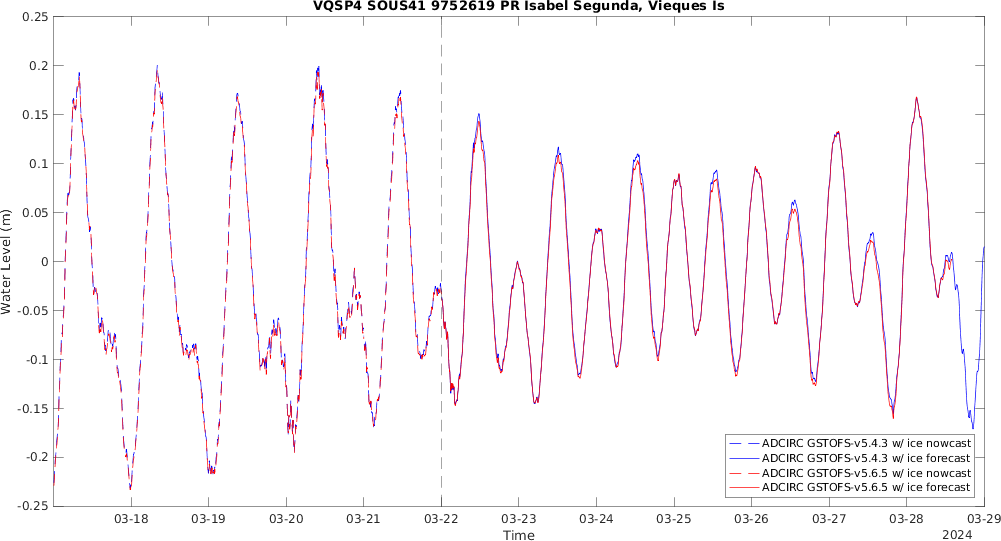 VQSP4 SOUS41 9752619 PR Isabel Segunda, Vieques Is
0.25
0.2
0.15
0.1
0.05
0
-0.05
-0.1
-0.15
-0.2
-0.25
Water Level (m)
ADCIRC GSTOFS-v5.4.3 w/ ice nowcast
ADCIRC GSTOFS-v5.4.3 w/ ice forecast
ADCIRC GSTOFS-v5.6.5 w/ ice nowcast
ADCIRC GSTOFS-v5.6.5 w/ ice forecast
03-18 03-19 03-20 03-21 03-22 03-23 03-24 03-25 03-26 03-27 03-28 03-29
Time
2024